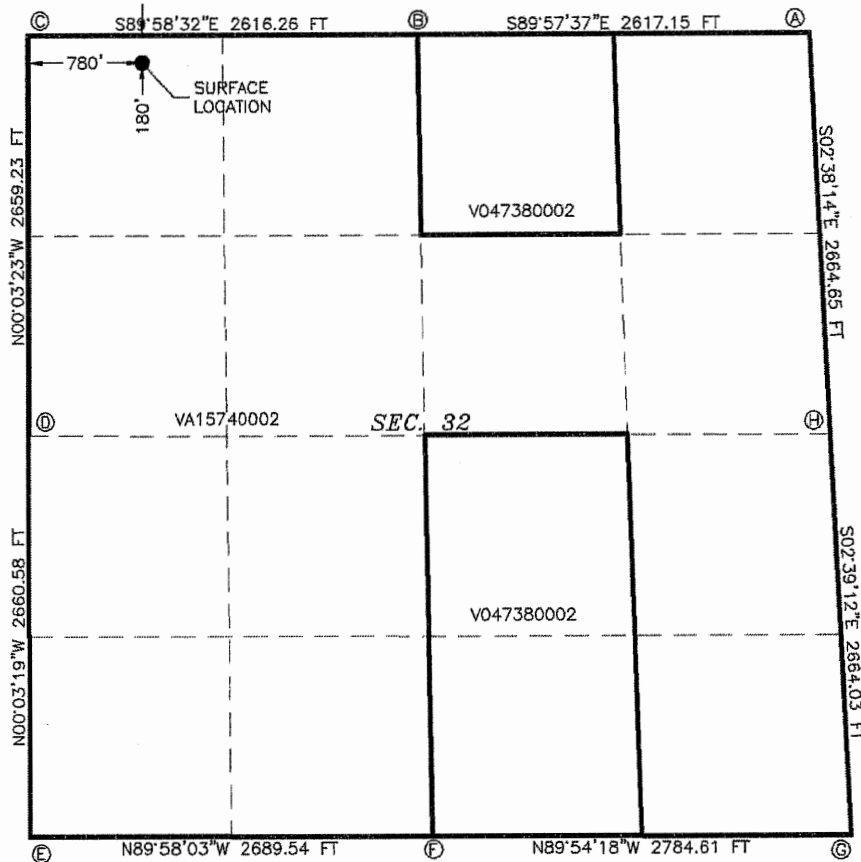 Ⓒ
S89°58'32"E 2616.26 FT
Ⓑ
S89°57'37"E 2617.15 FT
Ⓐ
780'
SURFACE
LOCATION
180'
N00°03'23"W 2659.23 FT
S02°38'14"E 2664.65 FT
V047380002
Ⓓ
VA15740002
SEC. 32
Ⓗ
N00°03'19"W 2660.58 FT
S02°39'12"E 2664.03 FT
V047380002
Ⓔ
N89°58'03"W 2689.54 FT
Ⓕ
N89°54'18"W 2784.61 FT
Ⓖ